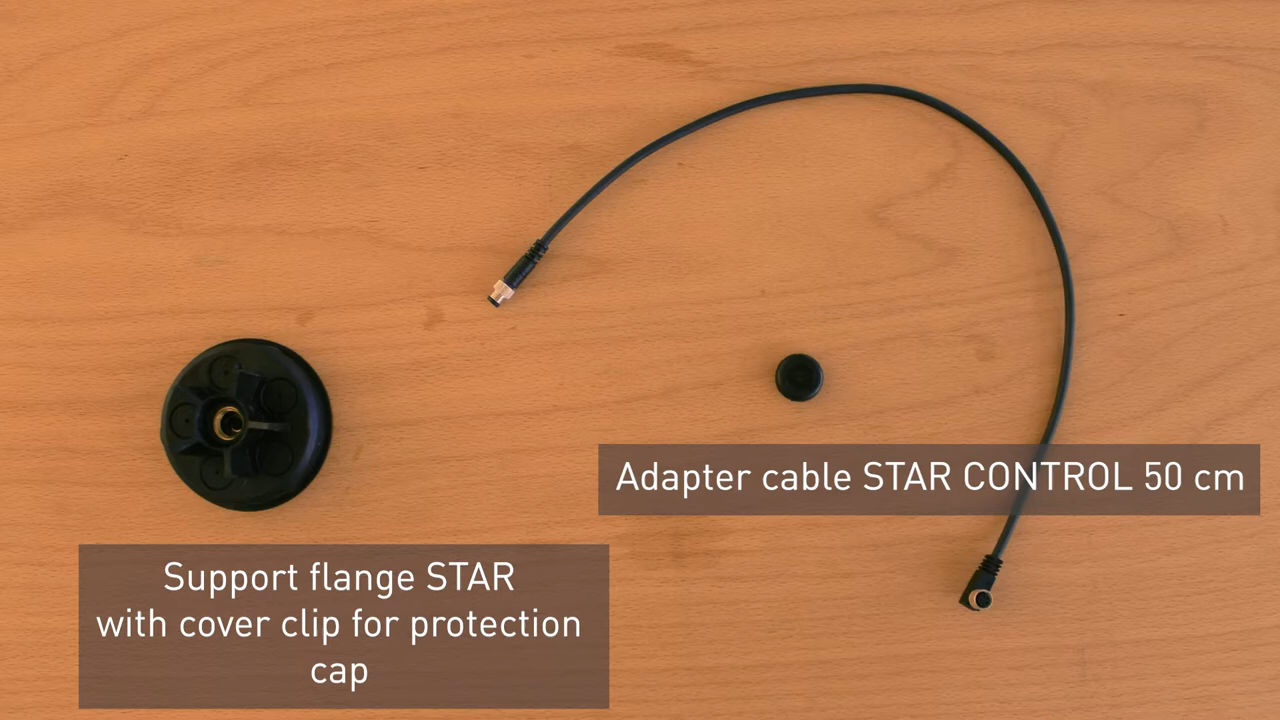 Adapter cable STAR CONTROL 50 cm
Support flange STAR
with cover clip for protection
cap